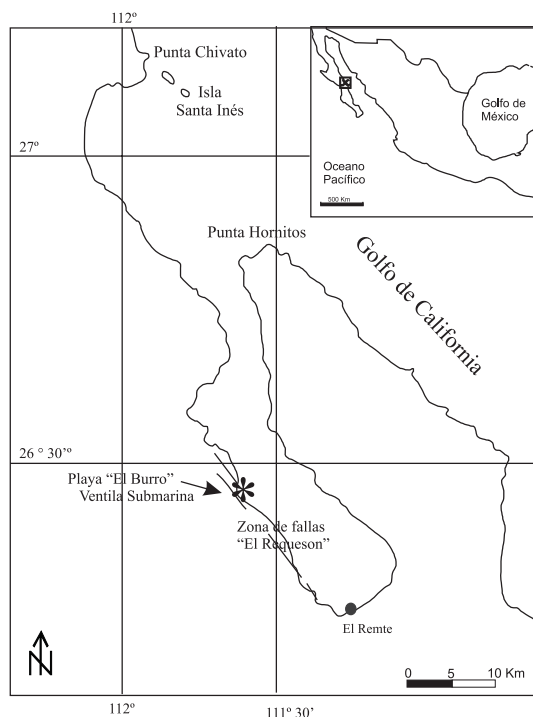 112°
Punta Chivato
Isla
Santa Inés
27º
Golfo de
México
Oceano
Pacífico
500 Km
Punta Hornitos
Golfo de California
26 ° 30'º
Playa “El Burro”
Ventila Submarina
Zona de fallas
“El Requeson”
El Remte
N
0 5 10 Km
112°
111º 30’